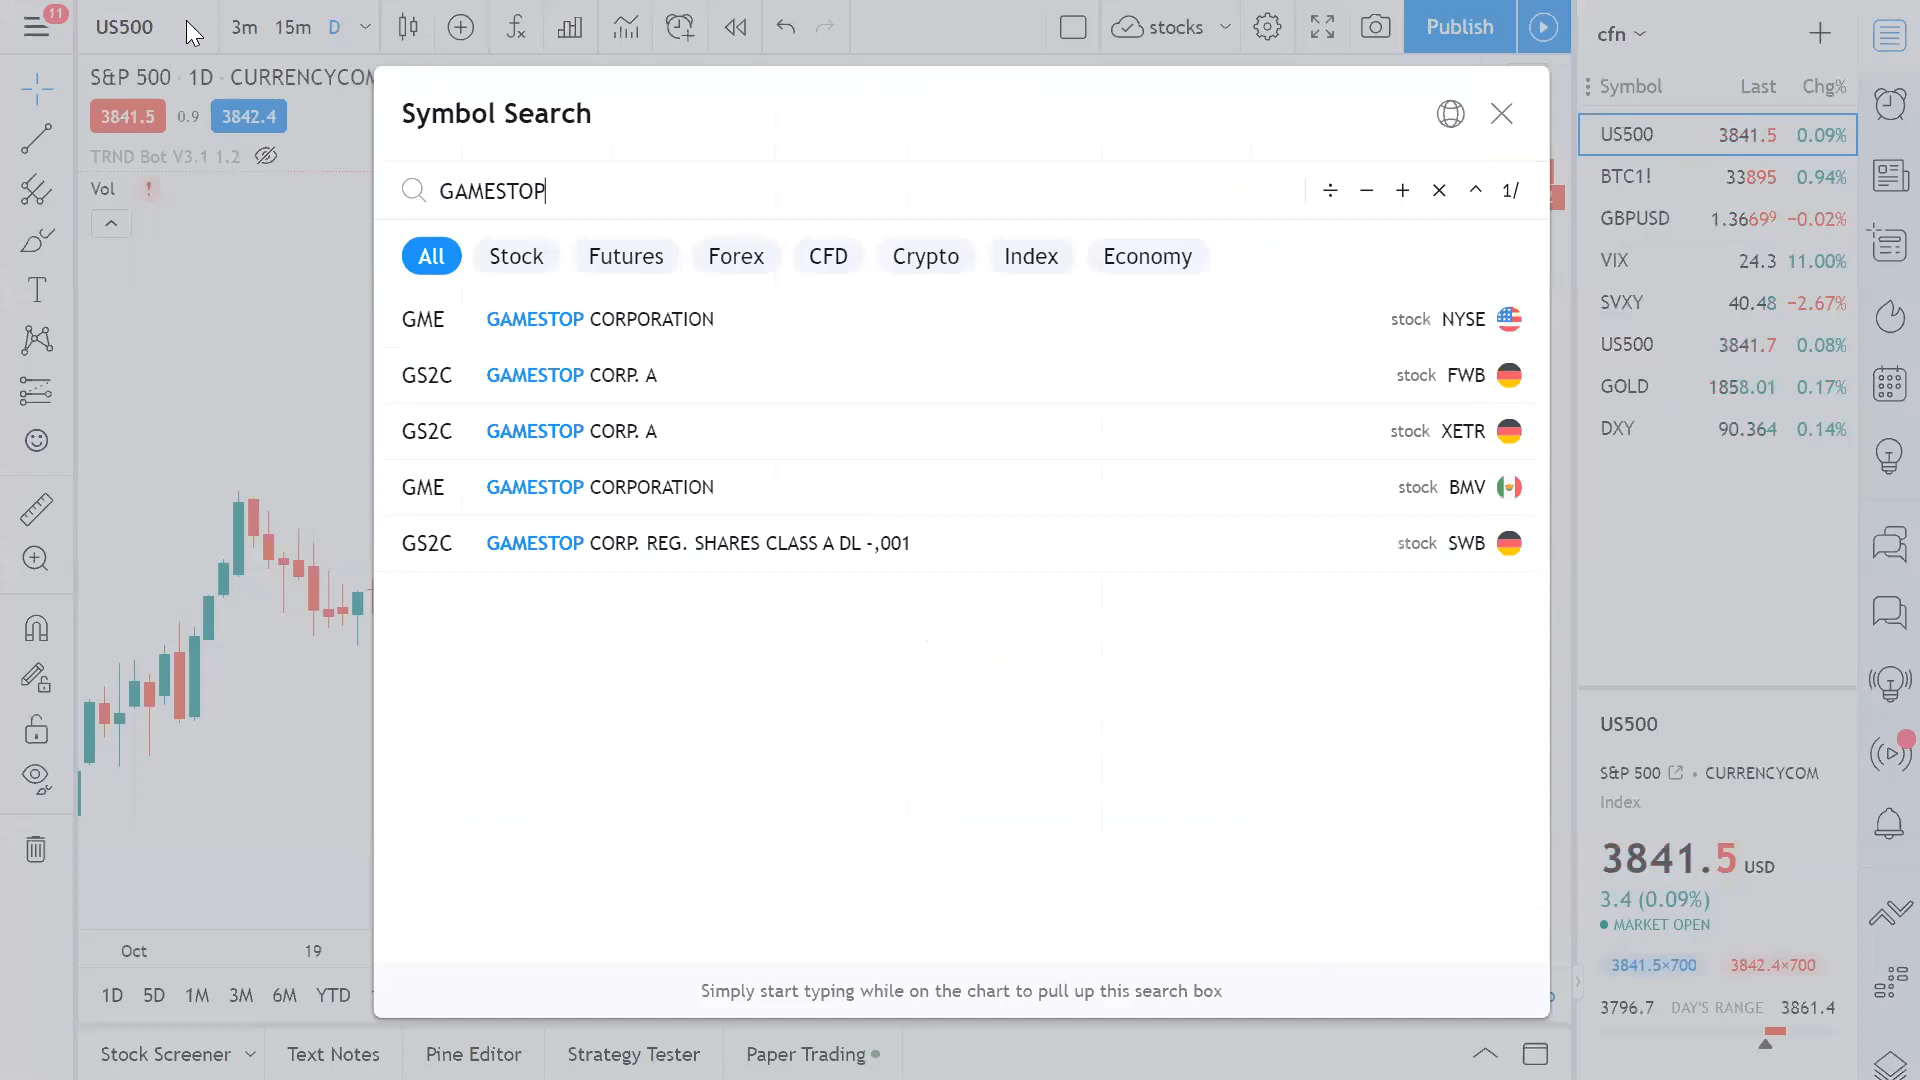 11
US500
3m 15m D
stocks
Publish
cfn
S&P 500 · 1D · CURRENCYCOM
3841.5 0.9 3842.4
TRND Bot V3.1 1.2
Vol !
Symbol Search
GAMESTOP
÷ − + × ^ 1/
All Stock Futures Forex CFD Crypto Index Economy
GME GAMESTOP CORPORATION stock NYSE
GS2C GAMESTOP CORP. A stock FWB
GS2C GAMESTOP CORP. A stock XETR
GME GAMESTOP CORPORATION stock BMV
GS2C GAMESTOP CORP. REG. SHARES CLASS A DL -,001 stock SWB
Simply start typing while on the chart to pull up this search box
Symbol Last Chg%
US500 3841.5 0.09%
BTC1! 33895 0.94%
GBPUSD 1.36699 −0.02%
VIX 24.3 11.00%
SVXY 40.48 −2.67%
US500 3841.7 0.08%
GOLD 1858.01 0.17%
DXY 90.364 0.14%
US500
S&P 500 • CURRENCYCOM
Index
3841.5 USD
3.4 (0.09%)
MARKET OPEN
3841.5×700 3842.4×700
3796.7 DAY'S RANGE 3861.4
Oct 19
1D 5D 1M 3M 6M YTD
Stock Screener Text Notes Pine Editor Strategy Tester Paper Trading